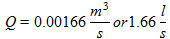 Q = 0.00166 m³/s or 1.66 l/s